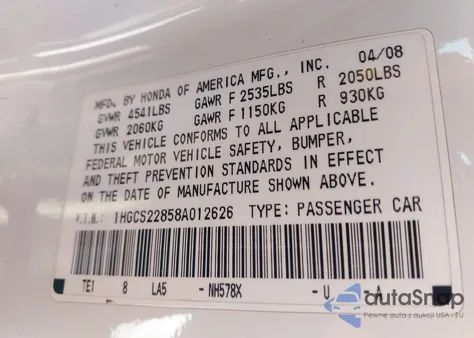 04/08
MFD. BY HONDA OF AMERICA MFG., INC.
GVWR 4541LBS GAWR F 2535LBS R 2050LBS
GVWR 2060KG GAWR F 1150KG R 930KG
THIS VEHICLE CONFORMS TO ALL APPLICABLE
FEDERAL MOTOR VEHICLE SAFETY, BUMPER,
AND THEFT PREVENTION STANDARDS IN EFFECT
ON THE DATE OF MANUFACTURE SHOWN ABOVE.
V.I.N.: 1HGCS22858A012626 TYPE: PASSENGER CAR
TE1 8 LA5 -NH578X -U A
autaSnap
Pewne auto z aukcji USA - EU